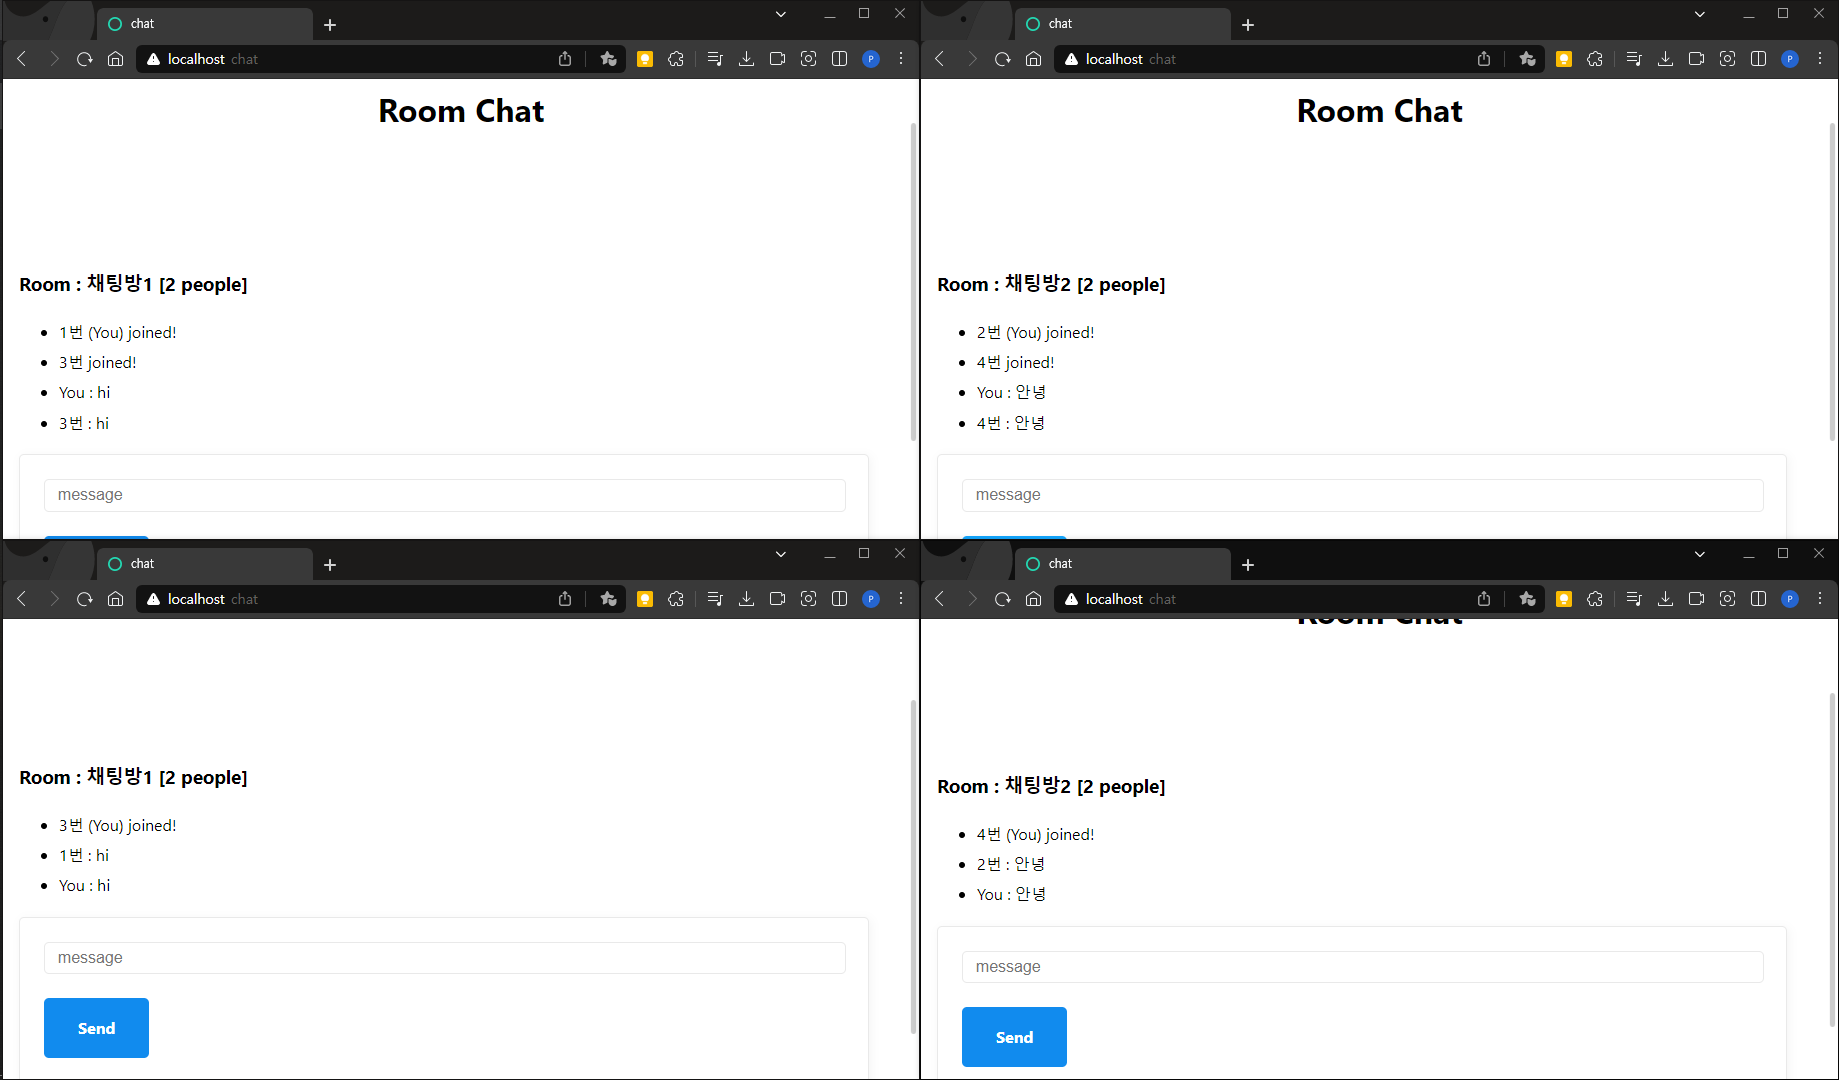 chat
localhost chat
Room Chat
Room : 채팅방1 [2 people]
1번 (You) joined!
3번 joined!
You : hi
3번 : hi
message
chat
localhost chat
Room Chat
Room : 채팅방2 [2 people]
2번 (You) joined!
4번 joined!
You : 안녕
4번 : 안녕
message
chat
localhost chat
Room : 채팅방1 [2 people]
3번 (You) joined!
1번 : hi
You : hi
message
Send
chat
localhost chat
Room Chat
Room : 채팅방2 [2 people]
4번 (You) joined!
2번 : 안녕
You : 안녕
message
Send